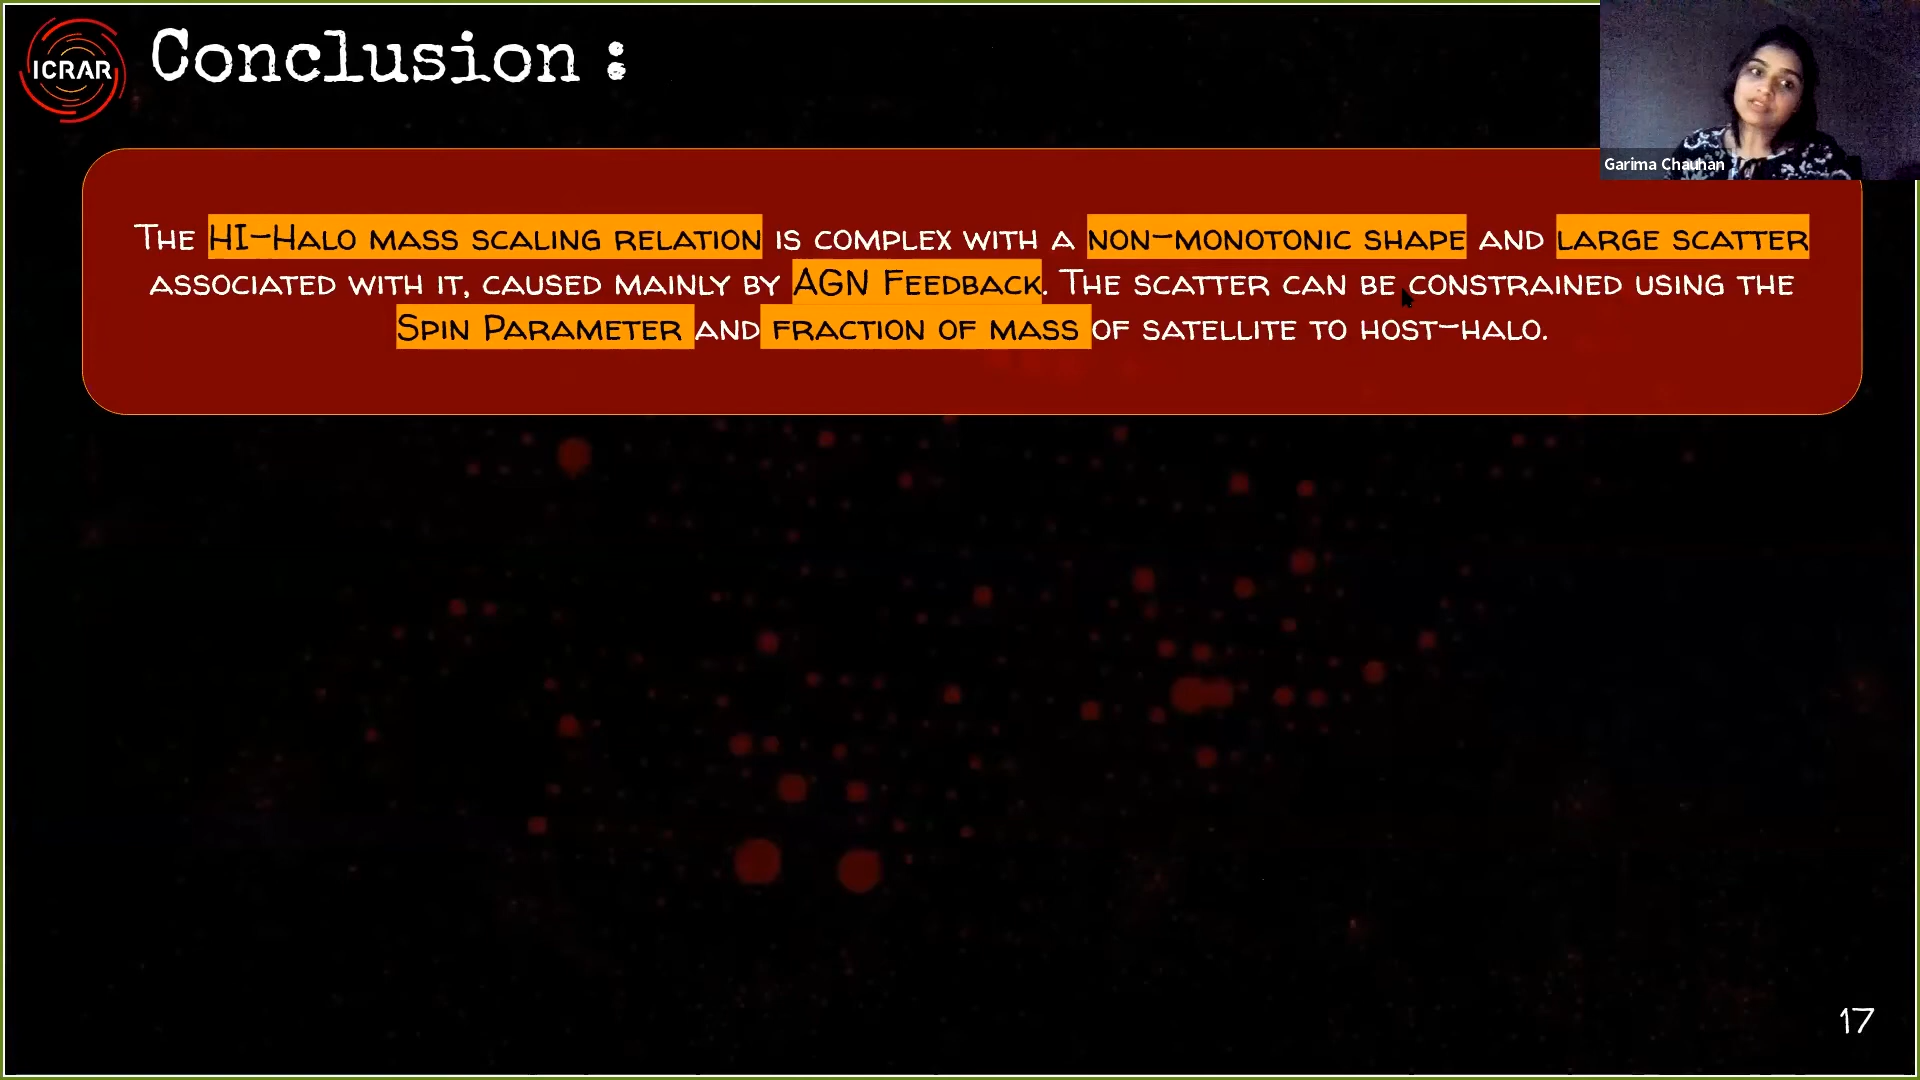 ICRAR
Conclusion :
Garima Chauhan
The HI-Halo mass scaling relation is complex with a non-monotonic shape and large scatter
associated with it, caused mainly by AGN Feedback. The scatter can be constrained using the
Spin Parameter and fraction of mass of satellite to host-halo.
17